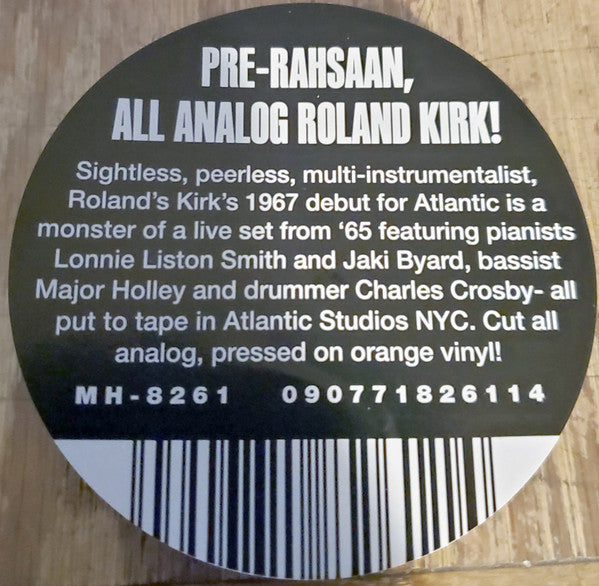 PRE-RAHSAAN,
ALL ANALOG ROLAND KIRK!
Sightless, peerless, multi-instrumentalist,
Roland's Kirk's 1967 debut for Atlantic is a
monster of a live set from ‘65 featuring pianists
Lonnie Liston Smith and Jaki Byard, bassist
Major Holley and drummer Charles Crosby- all
put to tape in Atlantic Studios NYC. Cut all
analog, pressed on orange vinyl!
MH-8261 090771826114